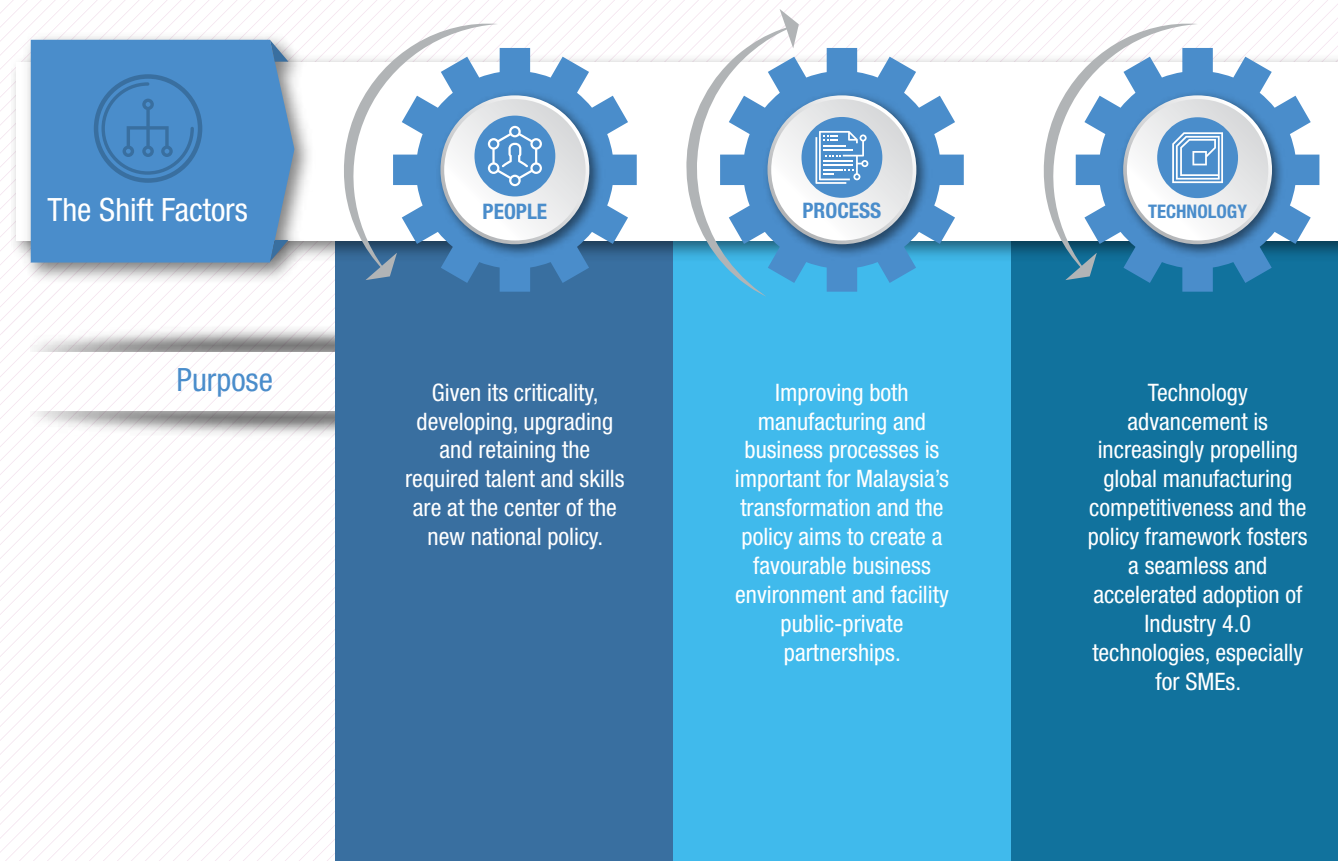 The Shift Factors
PEOPLE
PROCESS
TECHNOLOGY
Purpose
Given its criticality,
developing, upgrading
and retaining the
required talent and skills
are at the center of the
new national policy.
Improving both
manufacturing and
business processes is
important for Malaysia's
transformation and the
policy aims to create a
favourable business
environment and facility
public-private
partnerships.
Technology
advancement is
increasingly propelling
global manufacturing
competitiveness and the
policy framework fosters
a seamless and
accelerated adoption of
Industry 4.0
technologies, especially
for SMEs.